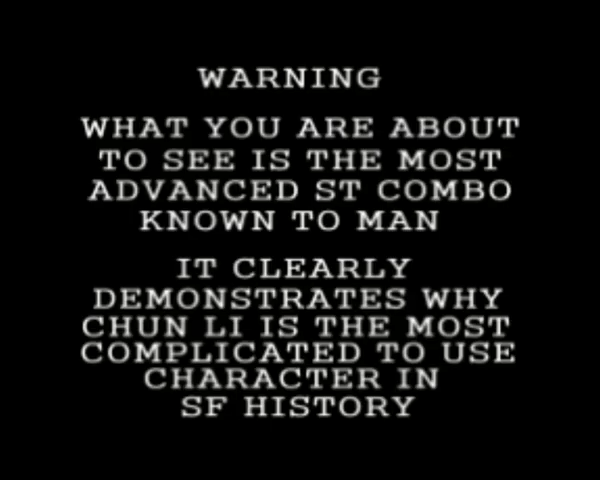 WARNING
WHAT YOU ARE ABOUT
TO SEE IS THE MOST
ADVANCED ST COMBO
KNOWN TO MAN
IT CLEARLY
DEMONSTRATES WHY
CHUN LI IS THE MOST
COMPLICATED TO USE
CHARACTER IN
SF HISTORY